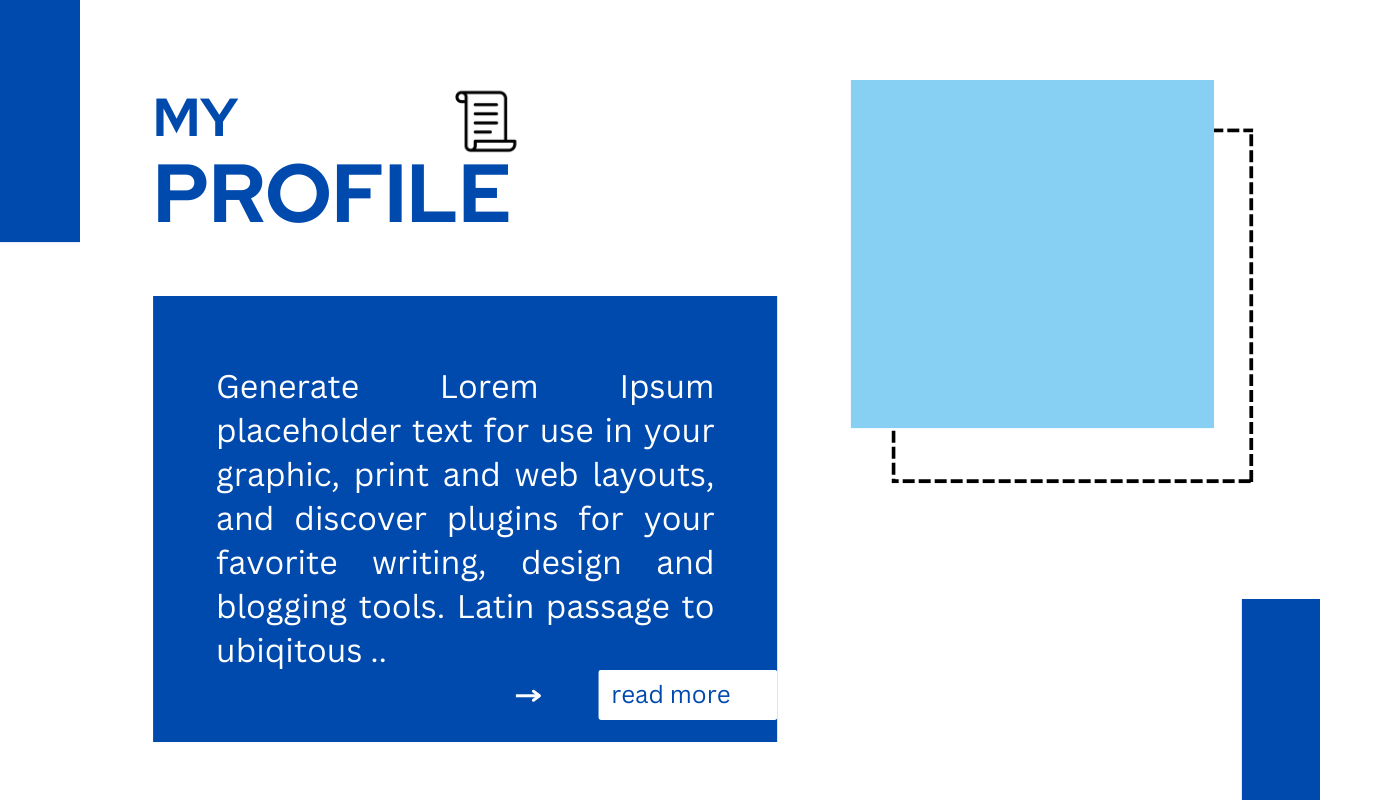 MY
PROFILE
Generate Lorem Ipsum
placeholder text for use in your
graphic, print and web layouts,
and discover plugins for your
favorite writing, design and
blogging tools. Latin passage to
ubiqitous ..
→ read more